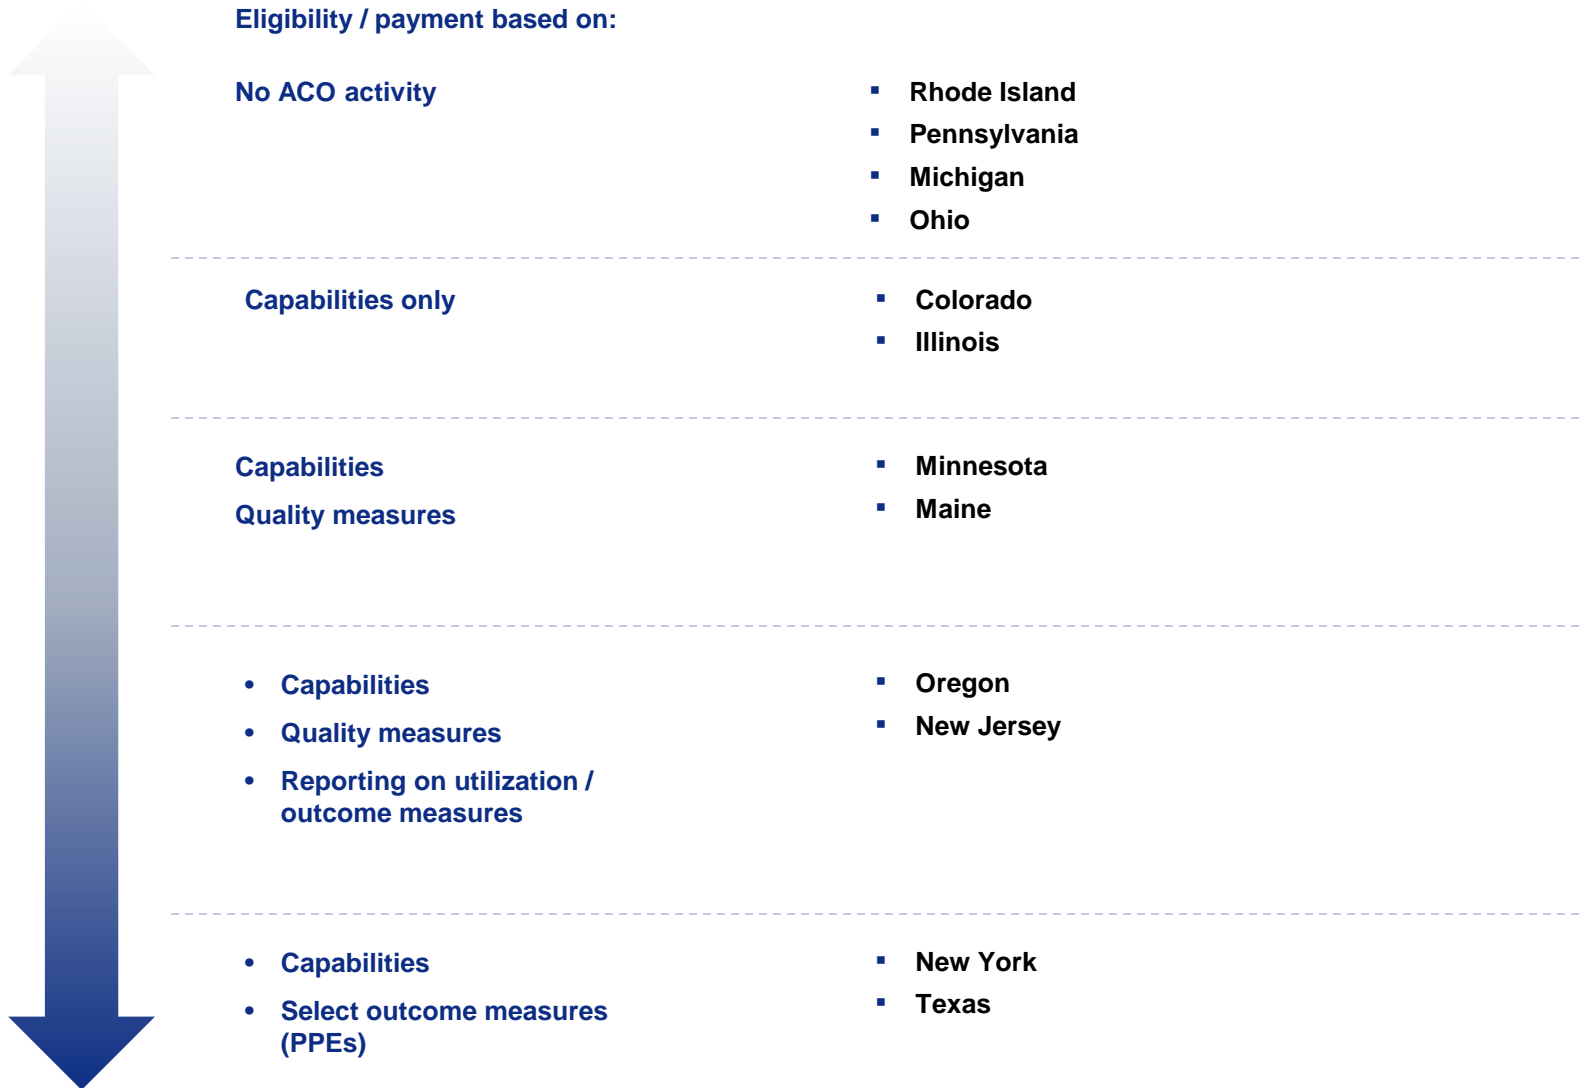 Eligibility / payment based on:
No ACO activity
▪ Rhode Island
▪ Pennsylvania
▪ Michigan
▪ Ohio
Capabilities only
▪ Colorado
▪ Illinois
Capabilities
Quality measures
▪ Minnesota
▪ Maine
• Capabilities
• Quality measures
• Reporting on utilization /
outcome measures
▪ Oregon
▪ New Jersey
• Capabilities
• Select outcome measures
(PPEs)
▪ New York
▪ Texas